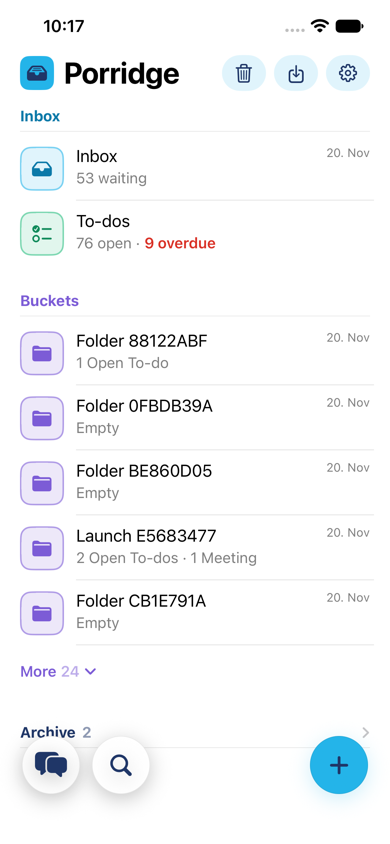 10:17
Porridge
Inbox
Inbox
20. Nov
53 waiting
To-dos
76 open · 9 overdue
Buckets
Folder 88122ABF
20. Nov
1 Open To-do
Folder 0FBDB39A
20. Nov
Empty
Folder BE860D05
20. Nov
Empty
Launch E5683477
20. Nov
2 Open To-dos · 1 Meeting
Folder CB1E791A
20. Nov
Empty
More 24
Archive 2